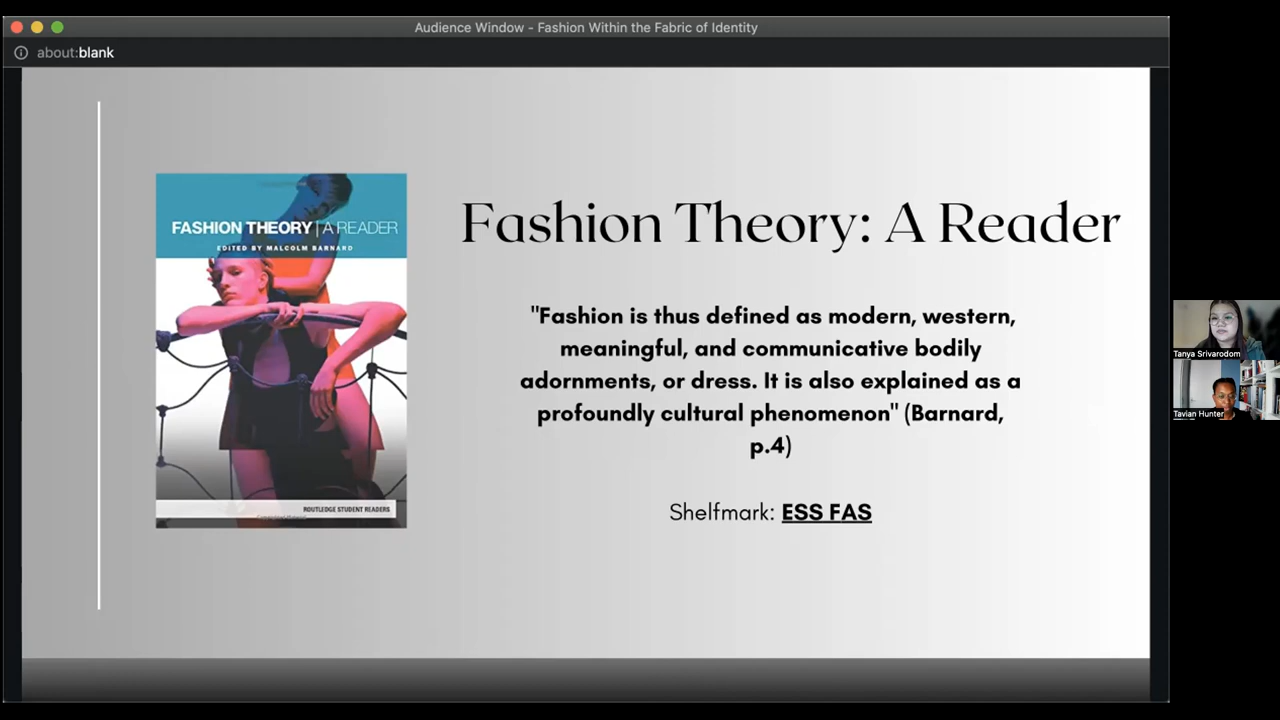 Audience Window - Fashion Within the Fabric of Identity
about:blank
FASHION THEORY | A READER
EDITED BY MALCOLM BARNARD
ROUTLEDGE STUDENT READERS
Fashion Theory: A Reader
"Fashion is thus defined as modern, western,
meaningful, and communicative bodily
adornments, or dress. It is also explained as a
profoundly cultural phenomenon" (Barnard,
p.4)
Shelfmark: ESS FAS
Tanya Srivarodom
Tavian Hunter